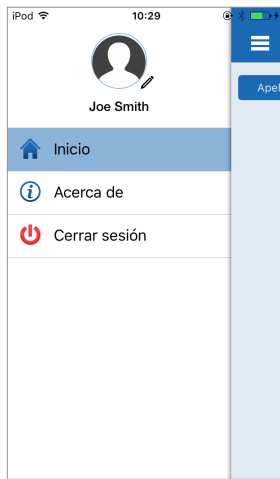 iPod 10:29
Joe Smith
Apel
Inicio
Acerca de
Cerrar sesión